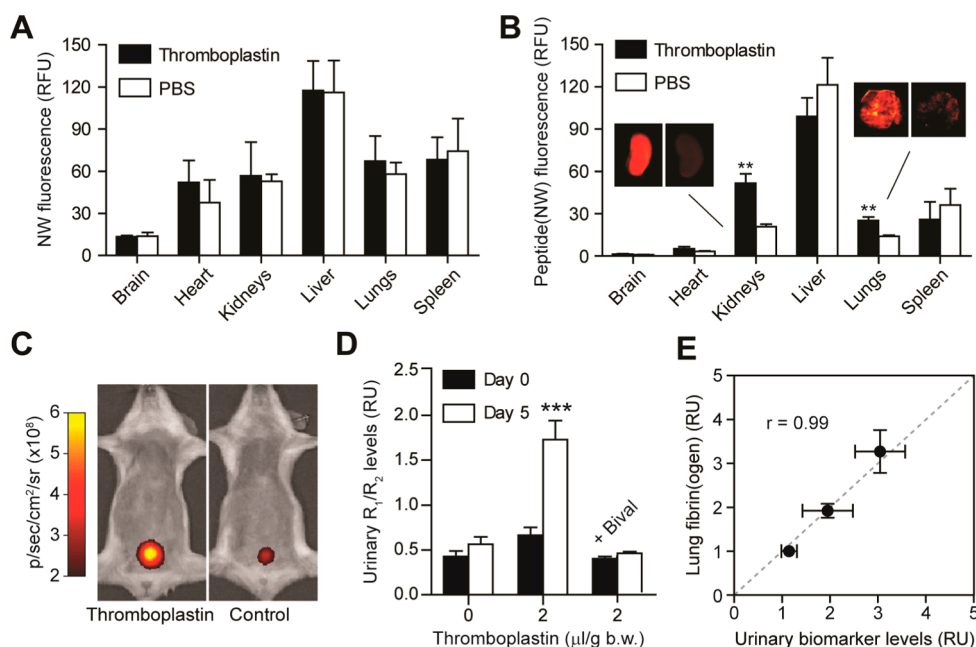 A
NW fluorescence (RFU)
150
120
90
60
30
0
Thromboplastin
PBS
Brain
Heart
Kidneys
Liver
Lungs
Spleen
B
Peptide(NW) fluorescence (RFU)
150
120
90
60
30
0
Thromboplastin
PBS
**
**
Brain
Heart
Kidneys
Liver
Lungs
Spleen
C
p/sec/cm²/sr (x10⁸)
6
5
4
3
2
Thromboplastin
Control
D
Urinary R₁/R₂ levels (RU)
2.5
2.0
1.5
1.0
0.5
0.0
Day 0
Day 5
***
+ Bival
0
2
2
Thromboplastin (μl/g b.w.)
E
Lung fibrin(ogen) (RU)
5
4
3
2
1
0
r = 0.99
0
1
2
3
4
5
Urinary biomarker levels (RU)